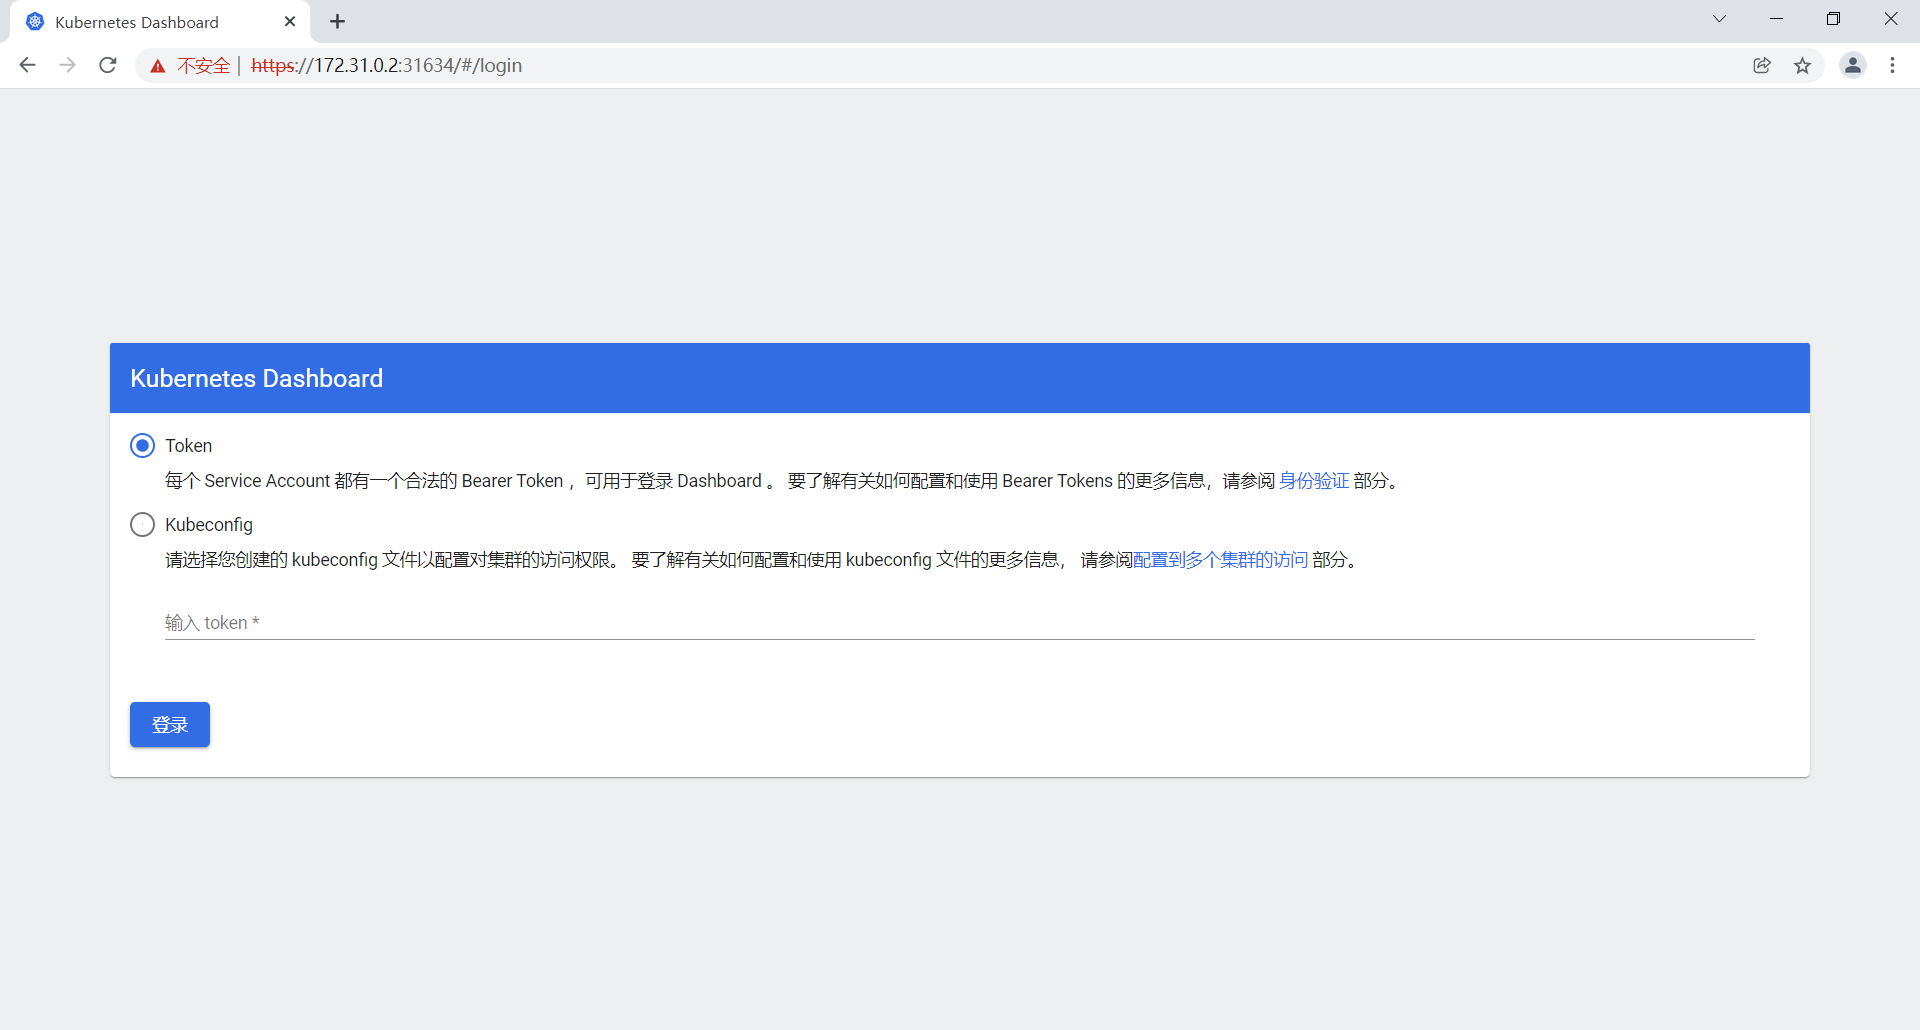 Kubernetes Dashboard
不安全 | https://172.31.0.2:31634/#/login
Kubernetes Dashboard
Token
每个 Service Account 都有一个合法的 Bearer Token ，可用于登录 Dashboard 。 要了解有关如何配置和使用 Bearer Tokens 的更多信息，请参阅 身份验证 部分。
Kubeconfig
请选择您创建的 kubeconfig 文件以配置对集群的访问权限。 要了解有关如何配置和使用 kubeconfig 文件的更多信息， 请参阅配置到多个集群的访问 部分。
输入 token *
登录